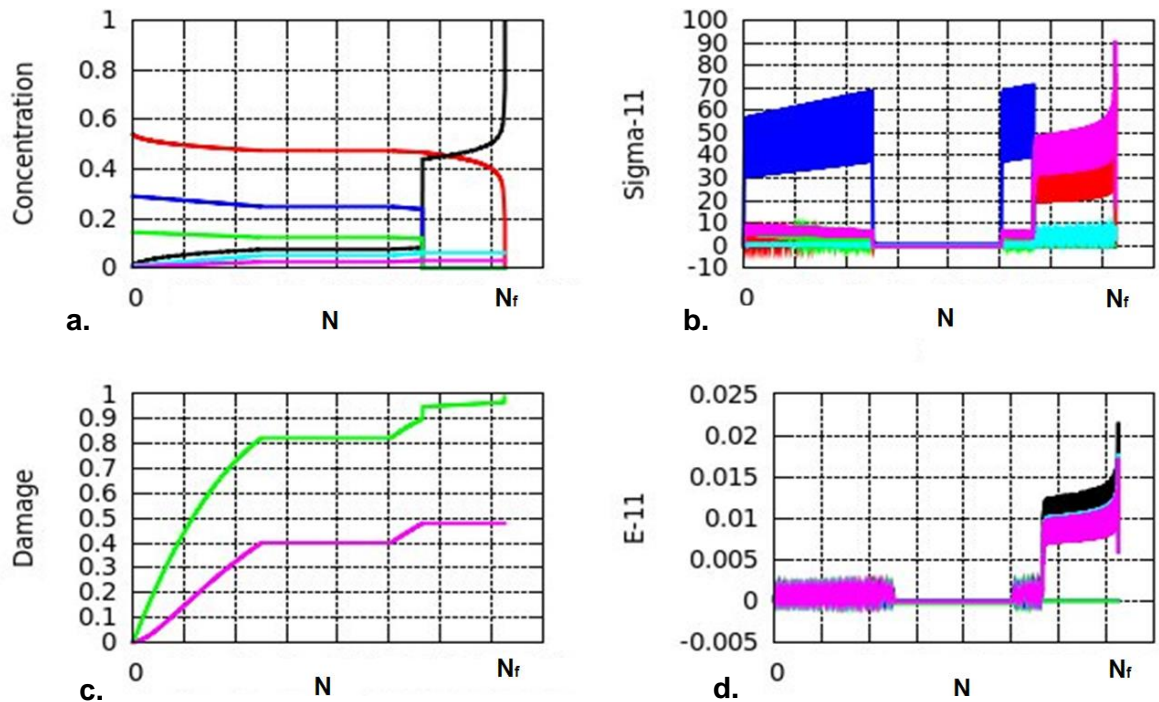 1
0.8
0.6
0.4
0.2
0
Concentration
0
N
Nf
a.
100
90
80
70
60
50
40
30
20
10
0
-10
Sigma-11
0
N
Nf
b.
1
0.9
0.8
0.7
0.6
0.5
0.4
0.3
0.2
0.1
0
Damage
0
N
Nf
c.
0.025
0.02
0.015
0.01
0.005
0
-0.005
E-11
0
N
Nf
d.